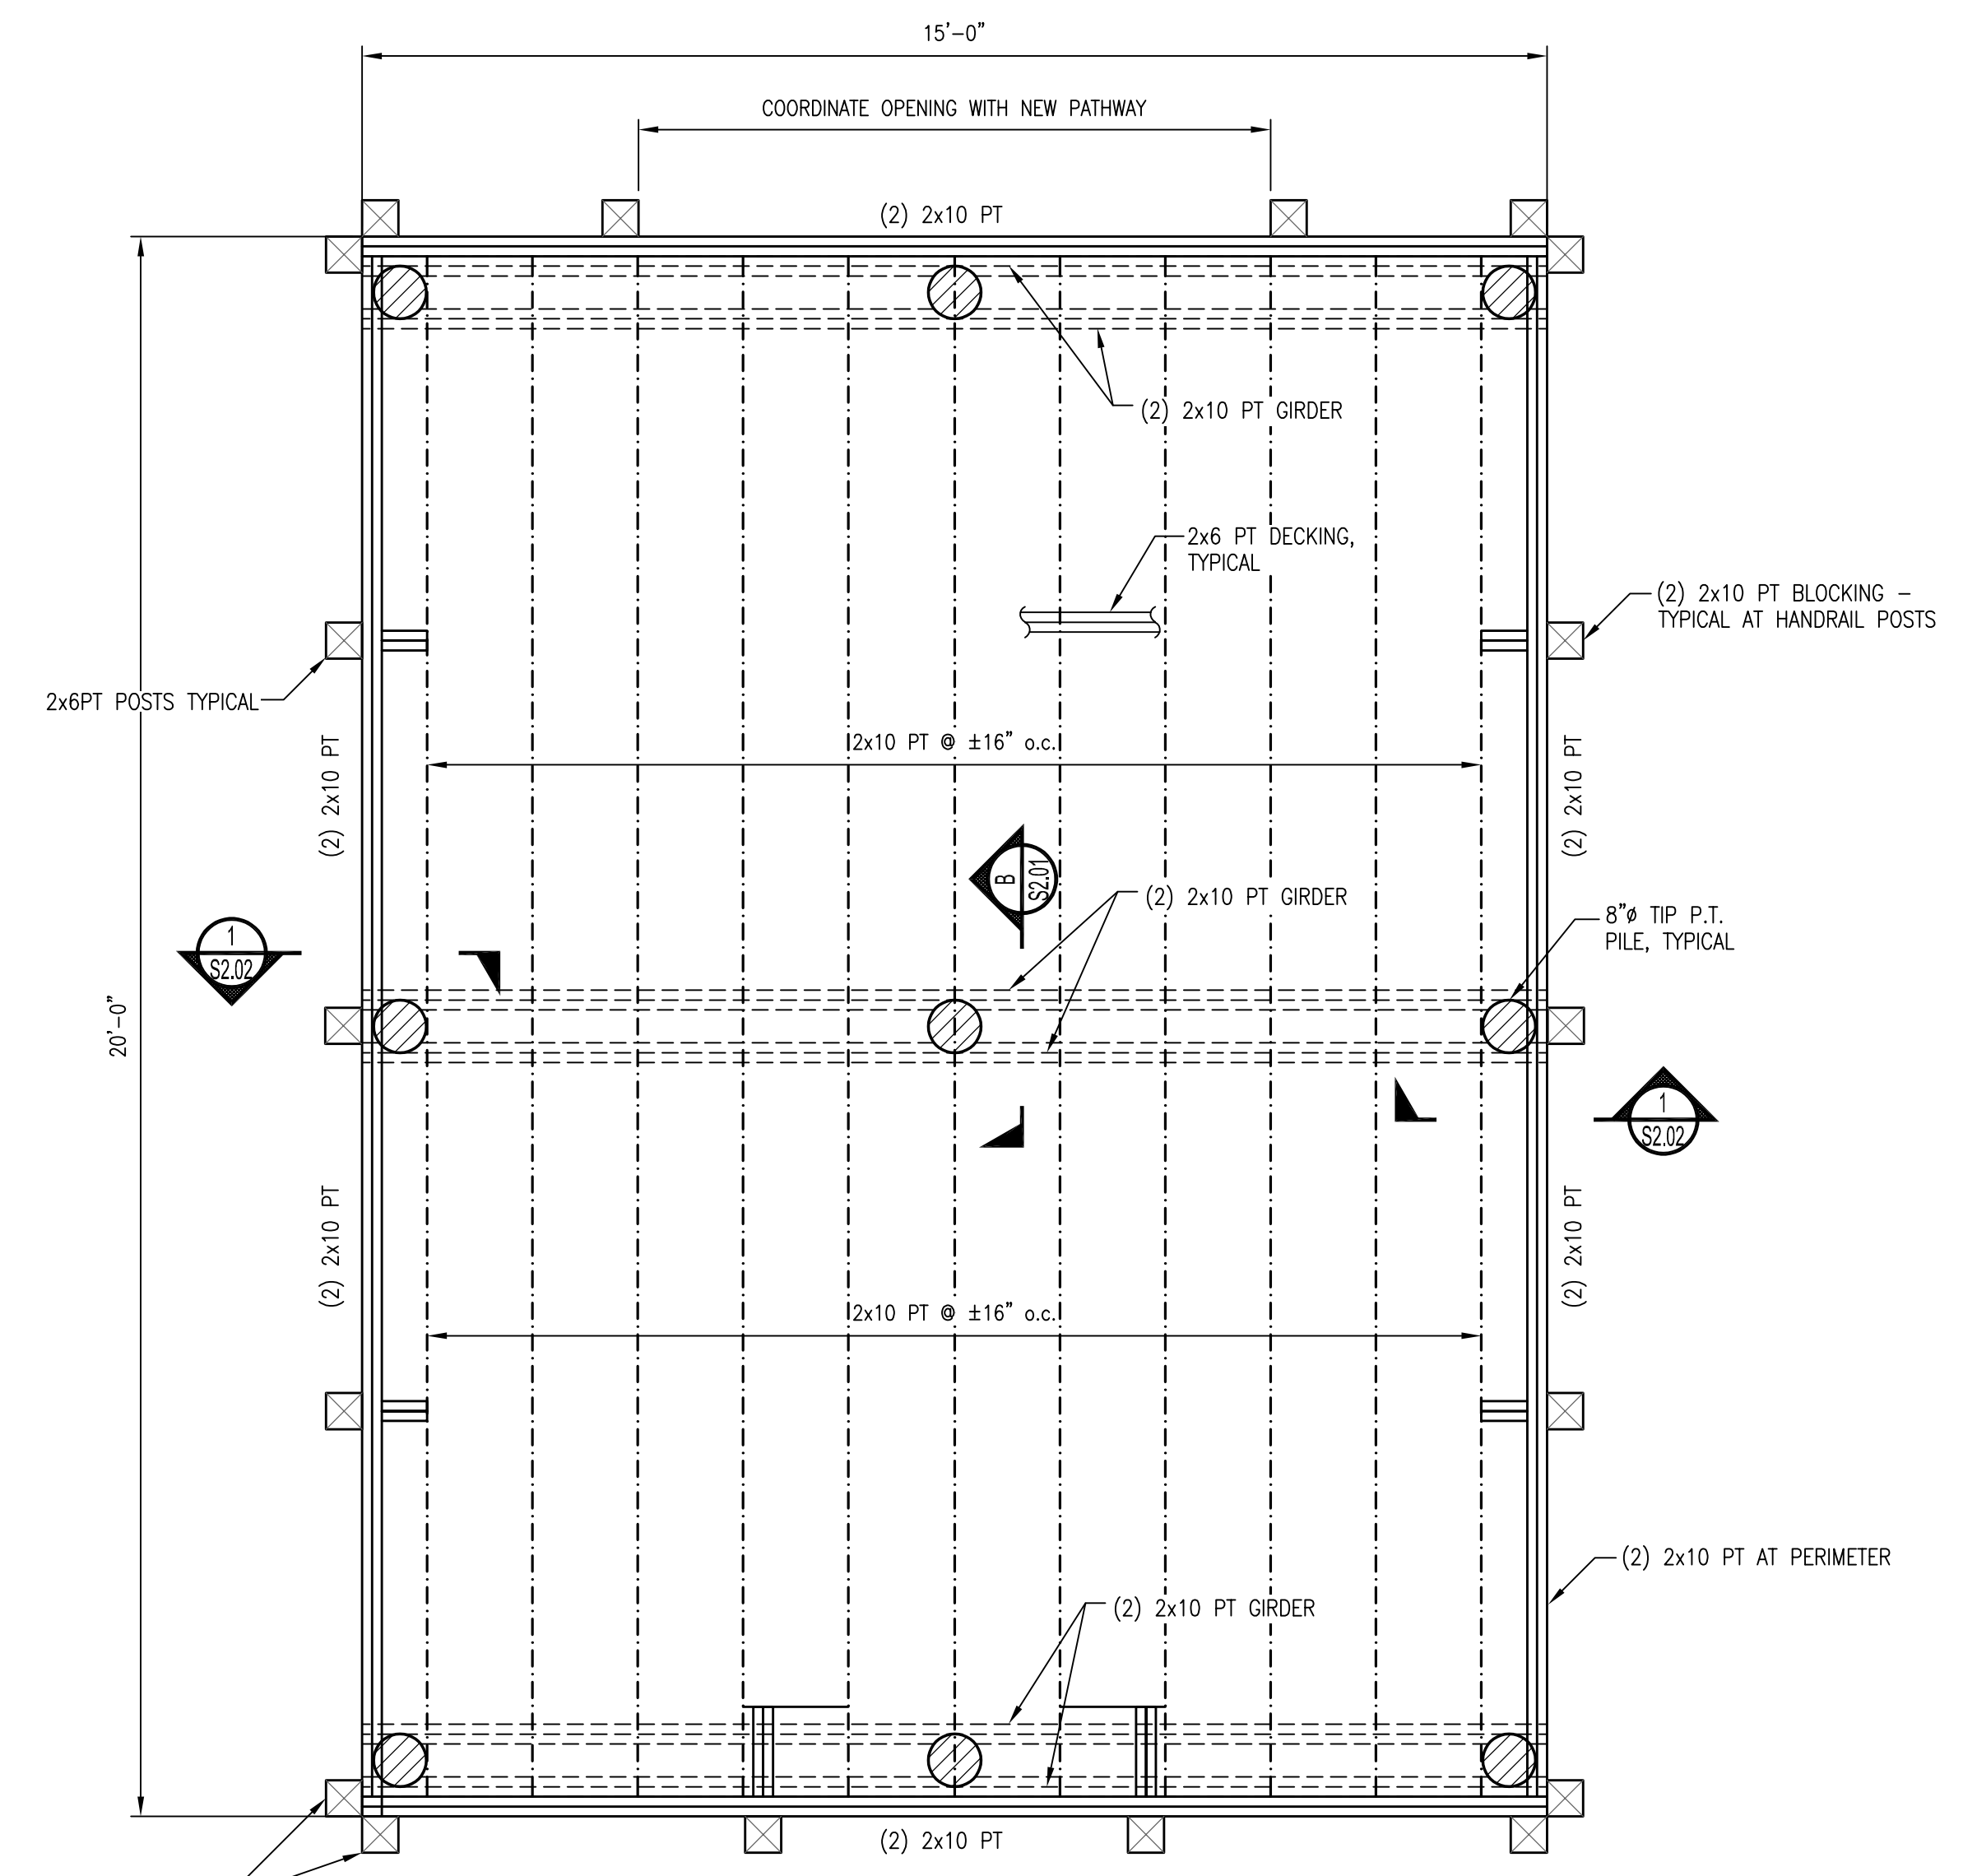 15'-0"
COORDINATE OPENING WITH NEW PATHWAY
(2) 2x10 PT
(2) 2x10 PT GIRDER
2x6 PT DECKING,
TYPICAL
(2) 2x10 PT BLOCKING –
TYPICAL AT HANDRAIL POSTS
2x6PT POSTS TYPICAL
2x10 PT @ ±16" o.c.
(2) 2x10 PT
(2) 2x10 PT
B
S2.01
(2) 2x10 PT GIRDER
8"ø TIP P.T.
PILE, TYPICAL
1
S2.02
20'-0"
1
S2.02
(2) 2x10 PT
(2) 2x10 PT
2x10 PT @ ±16" o.c.
(2) 2x10 PT AT PERIMETER
(2) 2x10 PT GIRDER
(2) 2x10 PT